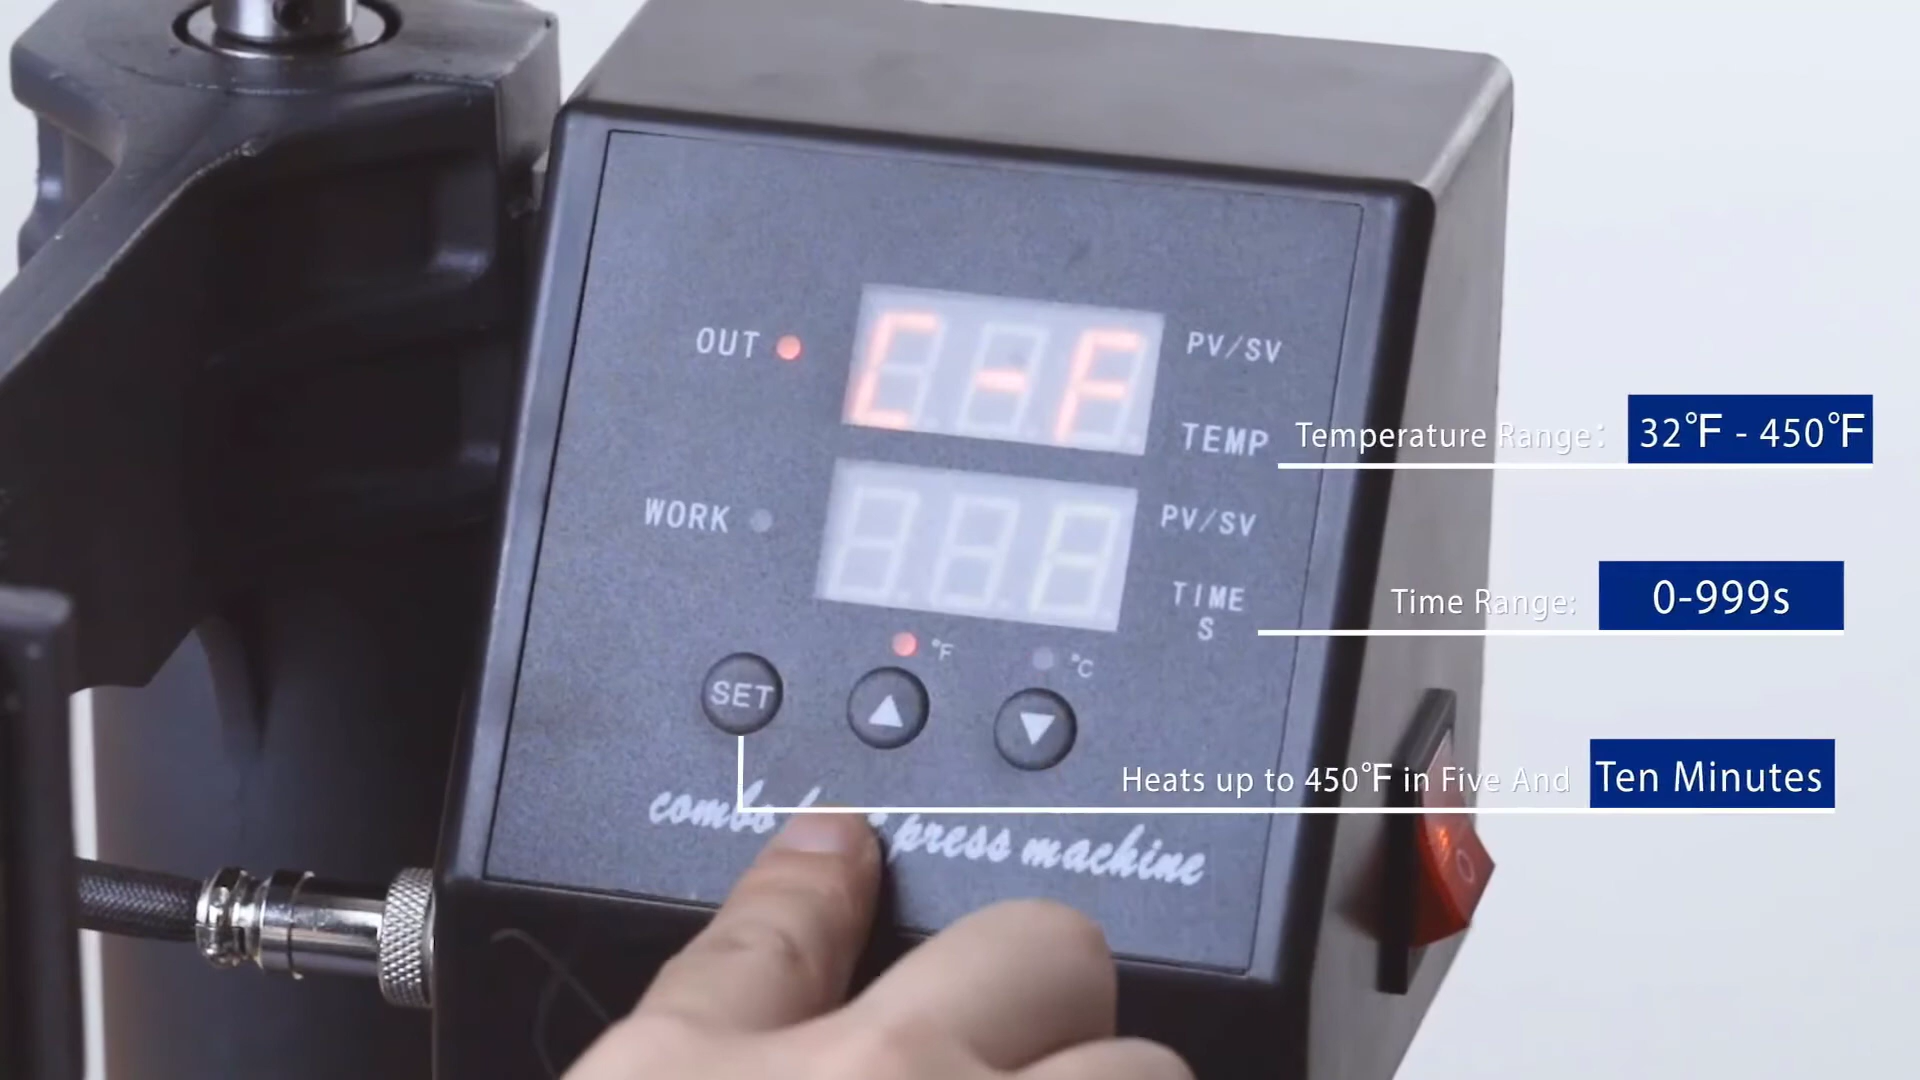 OUT
C-F
PV/SV
TEMP
Temperature Range: 32°F - 450°F
WORK
PV/SV
TIME
S
Time Range: 0-999s
°F
°C
SET
Heats up to 450°F in Five And Ten Minutes
combo press machine